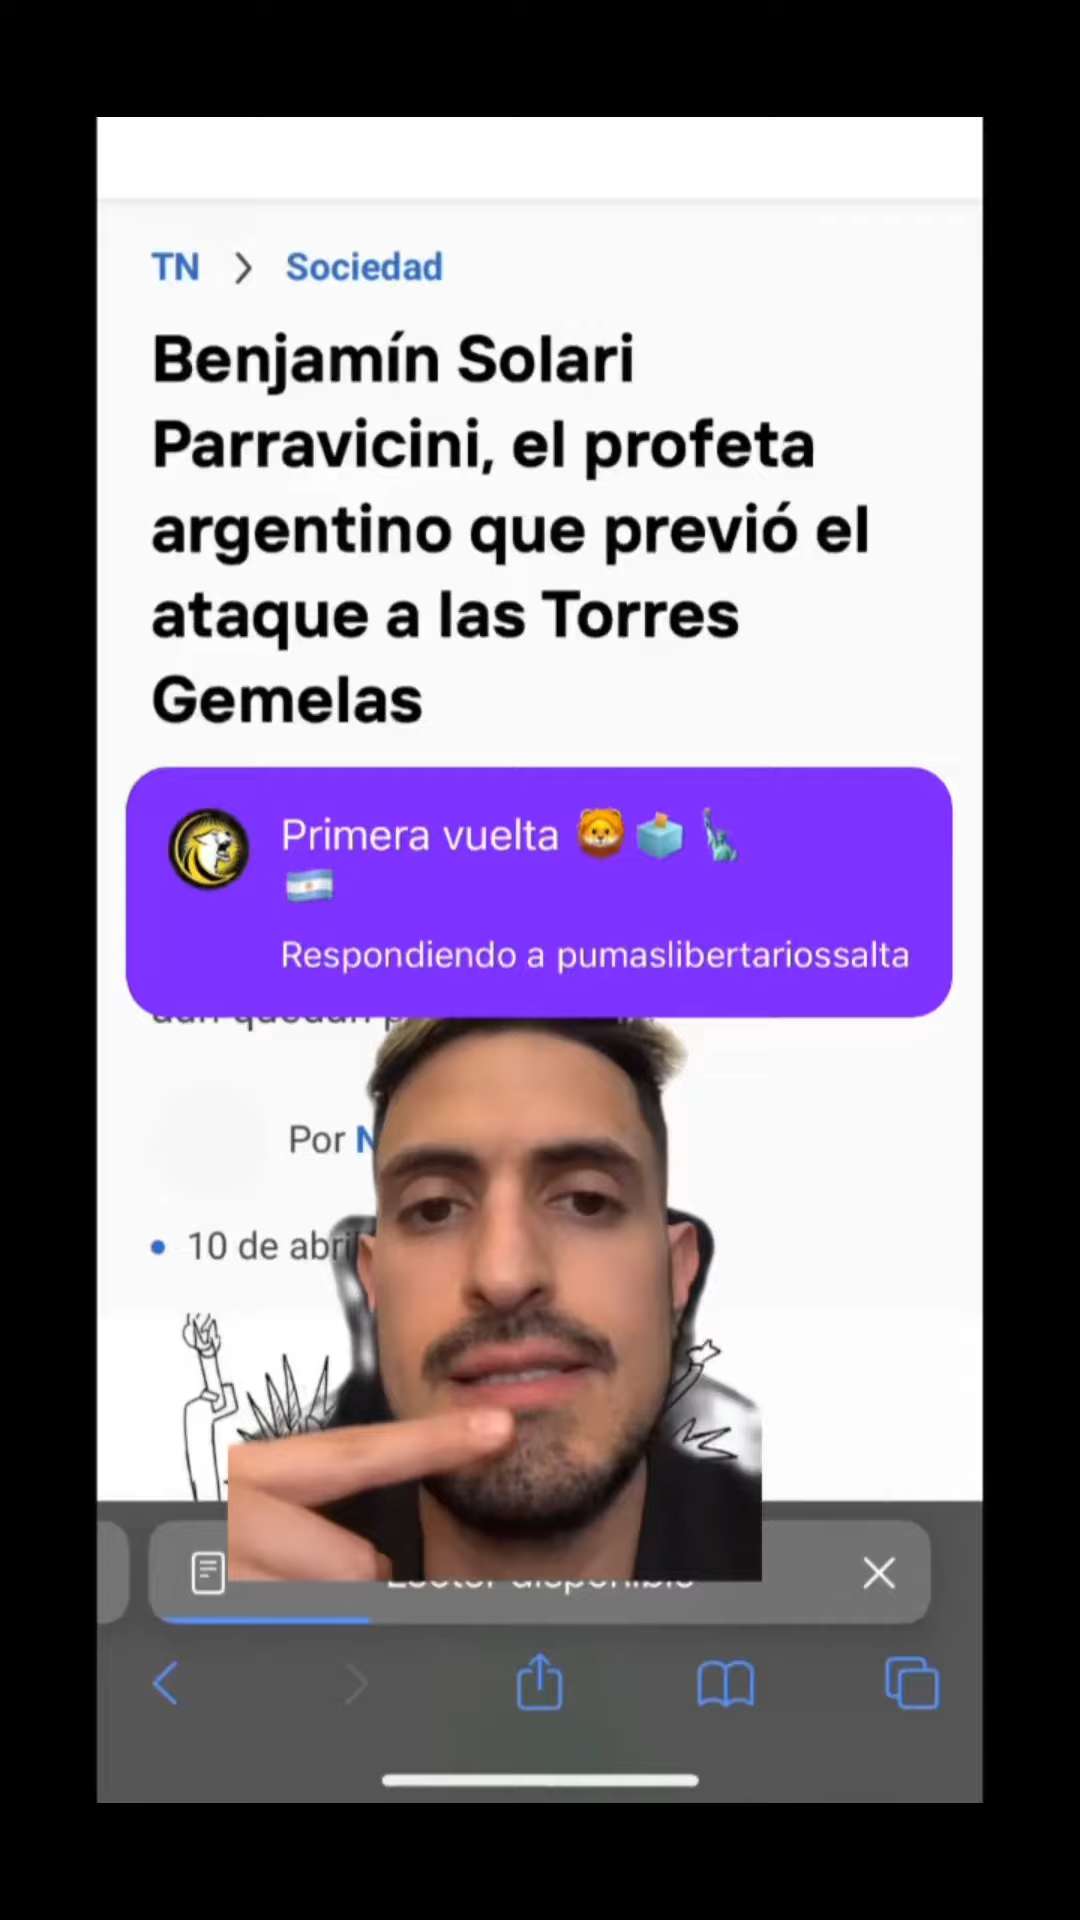 TN > Sociedad
Benjamín Solari
Parravicini, el profeta
argentino que previó el
ataque a las Torres
Gemelas
Primera vuelta 🦁 🗳️ 🗽
🇦🇷
Respondiendo a pumaslibertariossalta
Por
10 de abril